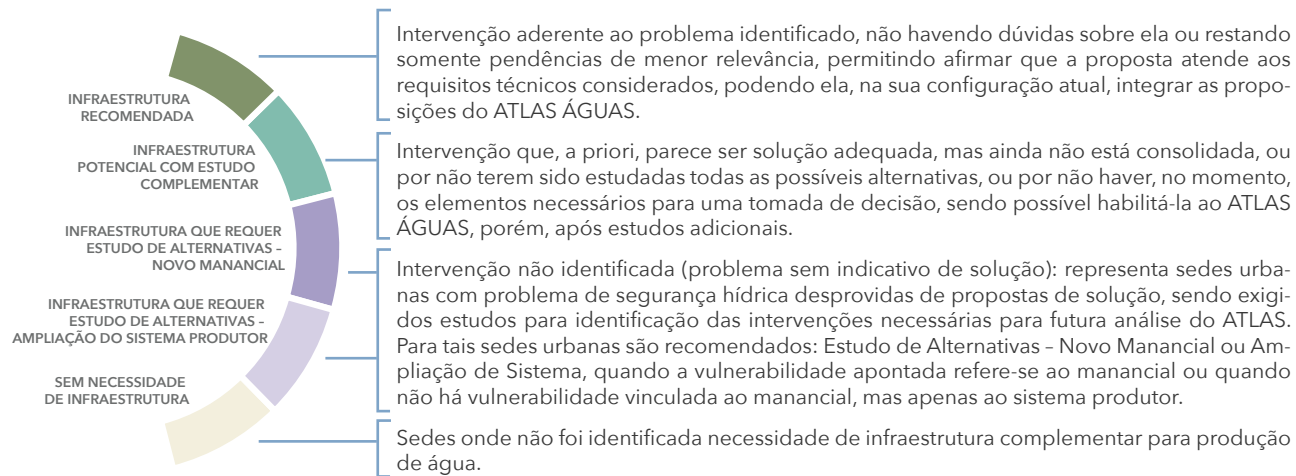 INFRAESTRUTURA
RECOMENDADA
Intervenção aderente ao problema identificado, não havendo dúvidas sobre ela ou restando
somente pendências de menor relevância, permitindo afirmar que a proposta atende aos
requisitos técnicos considerados, podendo ela, na sua configuração atual, integrar as propo-
sições do ATLAS ÁGUAS.
INFRAESTRUTURA
POTENCIAL COM ESTUDO
COMPLEMENTAR
Intervenção que, a priori, parece ser solução adequada, mas ainda não está consolidada, ou
por não terem sido estudadas todas as possíveis alternativas, ou por não haver, no momento,
os elementos necessários para uma tomada de decisão, sendo possível habilitá-la ao ATLAS
ÁGUAS, porém, após estudos adicionais.
INFRAESTRUTURA QUE REQUER
ESTUDO DE ALTERNATIVAS –
NOVO MANANCIAL
INFRAESTRUTURA QUE REQUER
ESTUDO DE ALTERNATIVAS –
AMPLIAÇÃO DO SISTEMA PRODUTOR
Intervenção não identificada (problema sem indicativo de solução): representa sedes urba-
nas com problema de segurança hídrica desprovidas de propostas de solução, sendo exigi-
dos estudos para identificação das intervenções necessárias para futura análise do ATLAS.
Para tais sedes urbanas são recomendados: Estudo de Alternativas – Novo Manancial ou Am-
pliação de Sistema, quando a vulnerabilidade apontada refere-se ao manancial ou quando
não há vulnerabilidade vinculada ao manancial, mas apenas ao sistema produtor.
SEM NECESSIDADE
DE INFRAESTRUTURA
Sedes onde não foi identificada necessidade de infraestrutura complementar para produção
de água.